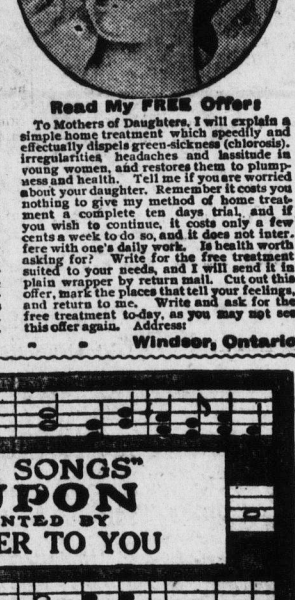 Read My FREE Offer:
To Mothers of Daughters, I will explain a
simple home treatment which speedily and
effectually dispels green-sickness (chlorosis),
irregularities, headaches and lassitude in
young women, and restores them to plump-
ness and health. Tell me if you are worried
about your daughter. Remember it costs you
nothing to give my method of home treat-
ment a complete ten days trial, and if
you wish to continue, it costs only a few
cents a week to do so, and it does not inter-
fere with one's daily work. Is health worth
asking for? Write for the free treatment
suited to your needs, and I will send it in
plain wrapper by return mail. Cut out this
offer, mark the places that tell your feelings,
and return to me. Write and ask for the
free treatment to-day, as you may not see
this offer again. Address:
Windsor, Ontario
SONGS"
UPON
NTED BY
ER TO YOU